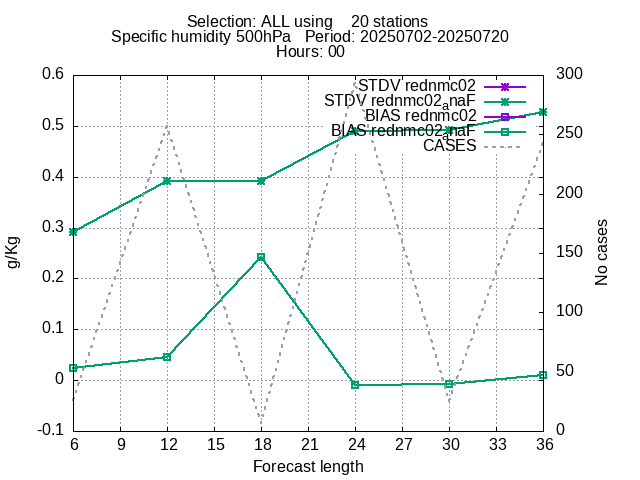 Selection: ALL using    20 stations
Specific humidity 500hPa   Period: 20250702-20250720
Hours: 00
STDV rednmc02
STDV rednmc02anaF
BIAS rednmc02
BIAS rednmc02anaF
CASES
0.6
0.5
0.4
0.3
0.2
0.1
0
-0.1
g/Kg
300
250
200
150
100
50
0
No cases
6 9 12 15 18 21 24 27 30 33 36
Forecast length